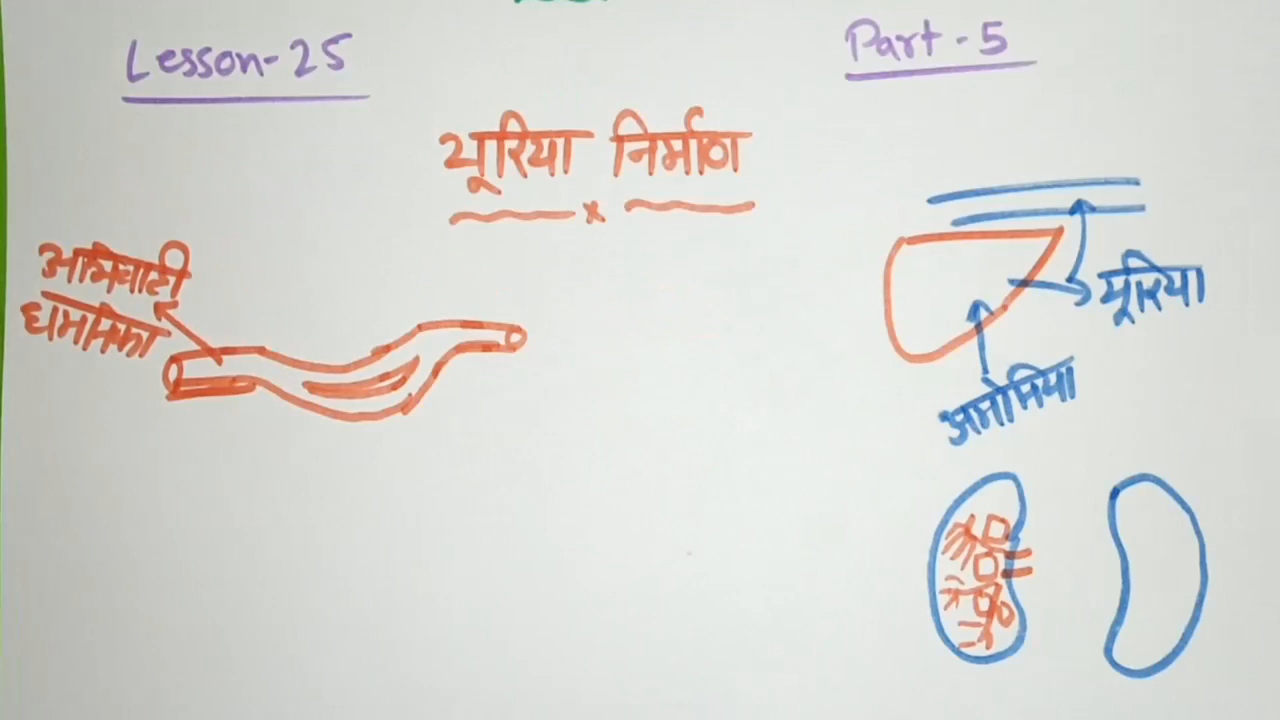 Lesson-25
Part-5
यूरिया निर्माण
अभिवाही
धमनिका
यूरिया
अमोनिया